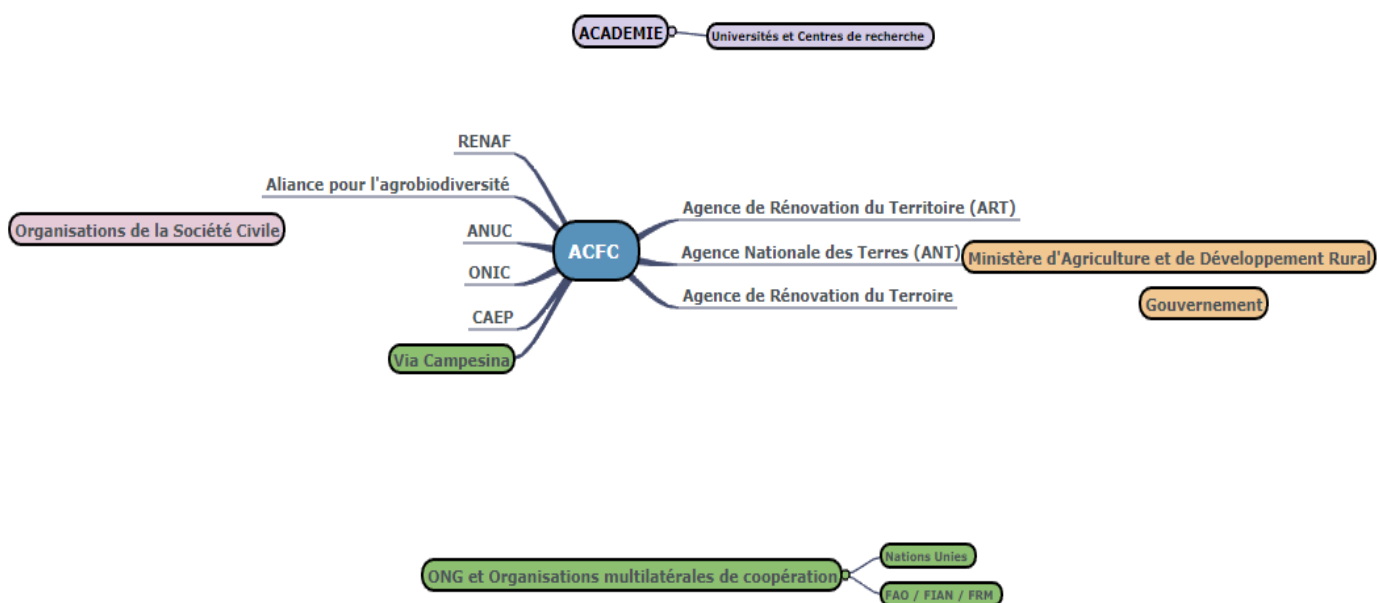 ACADEMIE
Universités et Centres de recherche
RENAF
Aliance pour l'agrobiodiversité
Organisations de la Société Civile
ANUC
ONIC
CAEP
Via Campesina
ACFC
Agence de Rénovation du Territoire (ART)
Agence Nationale des Terres (ANT)
Ministère d'Agriculture et de Développement Rural
Agence de Rénovation du Terroire
Gouvernement
ONG et Organisations multilatérales de coopération
Nations Unies
FAO / FIAN / FRM